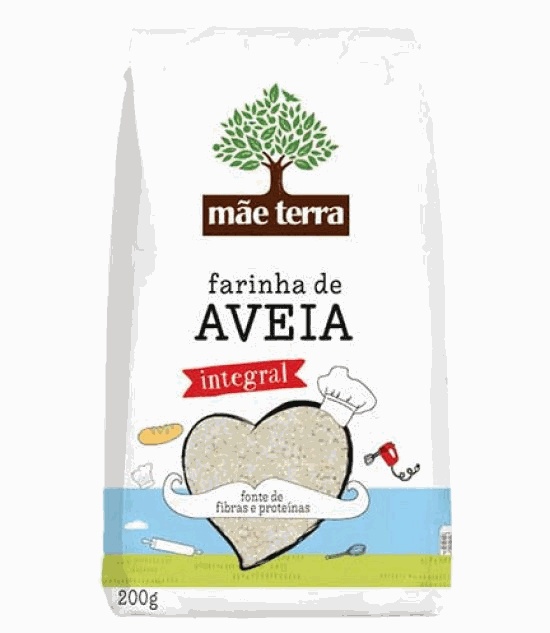 mãe terra
farinha de
AVEIA
integral
fonte de
fibras e proteínas
200g